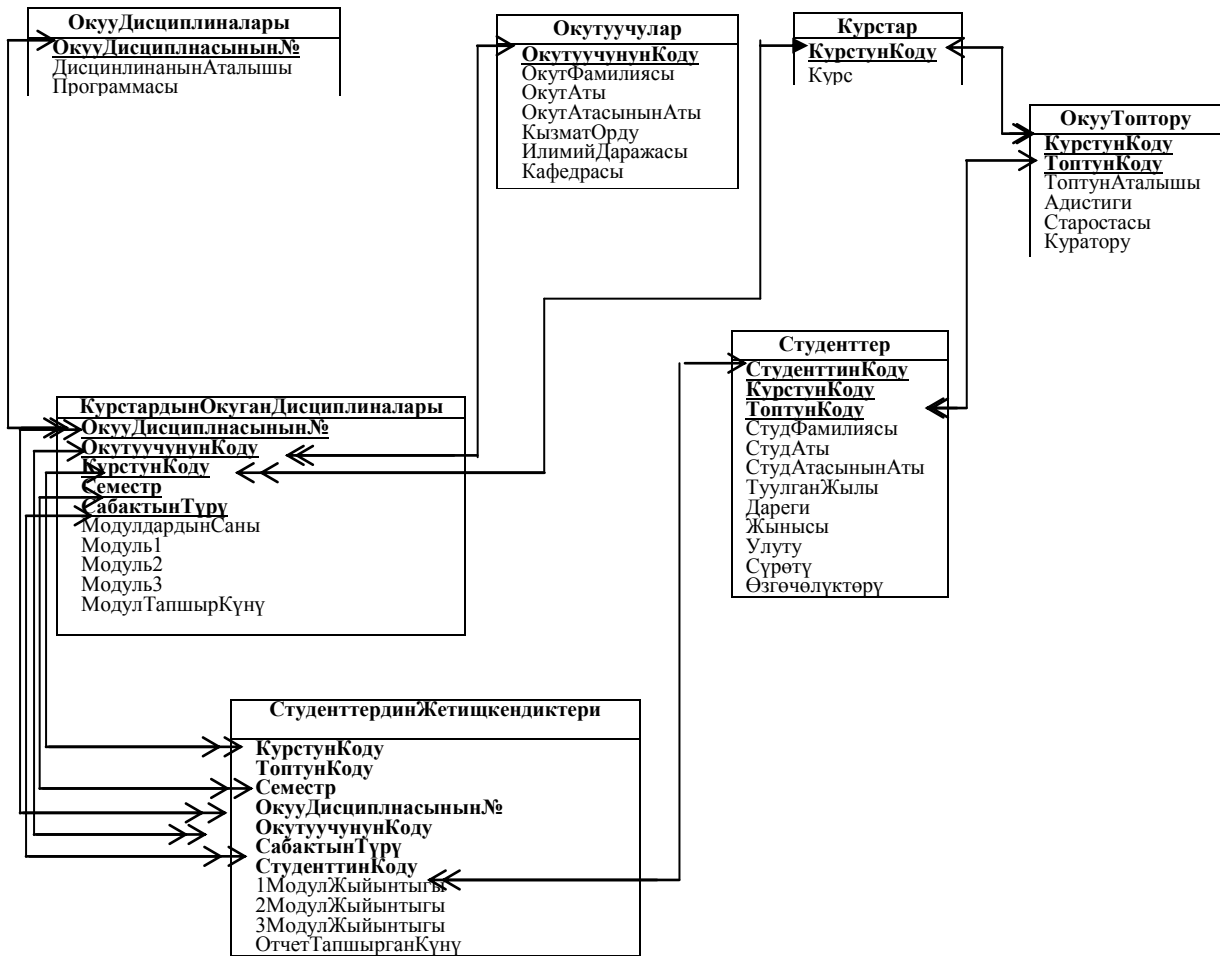 ОкууДисциплиналары
ОкууДисциплнасынын№
ДисцинлинанынАталышы
Программасы
Окутуучулар
ОкутуучунунКоду
ОкутФамилиясы
ОкутАты
ОкутАтасынынАты
КызматОрду
ИлимийДаражасы
Кафедрасы
Курстар
КурстунКоду
Курс
ОкууТоптору
КурстунКоду
ТоптунКоду
ТоптунАталышы
Адистиги
Старостасы
Куратору
Студенттер
СтуденттинКоду
КурстунКоду
ТоптунКоду
СтудФамилиясы
СтудАты
СтудАтасынынАты
ТуулганЖылы
Дареги
Жынысы
Улуту
Сүрөтү
Өзгөчөлүктөрү
КурстардынОкуганДисциплиналары
ОкууДисциплнасынын№
ОкутуучунунКоду
КурстунКоду
Семестр
СабактынТүрү
МодулдардынСаны
Модуль1
Модуль2
Модуль3
МодулТапшырКүнү
СтуденттердинЖетищкендиктери
КурстунКоду
ТоптунКоду
Семестр
ОкууДисциплнасынын№
ОкутуучунунКоду
СабактынТүрү
СтуденттинКоду
1МодулЖыйынтыгы
2МодулЖыйынтыгы
3МодулЖыйынтыгы
ОтчетТапшырганКүнү